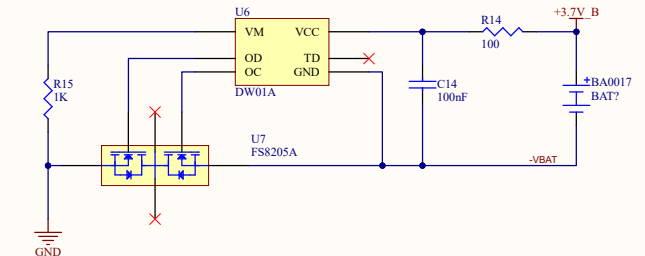 U6
VM
VCC
OD
TD
OC
GND
DW01A
R14
100
+3.7V_B
R15
1K
C14
100nF
+
BA0017
BAT?
U7
FS8205A
-VBAT
GND